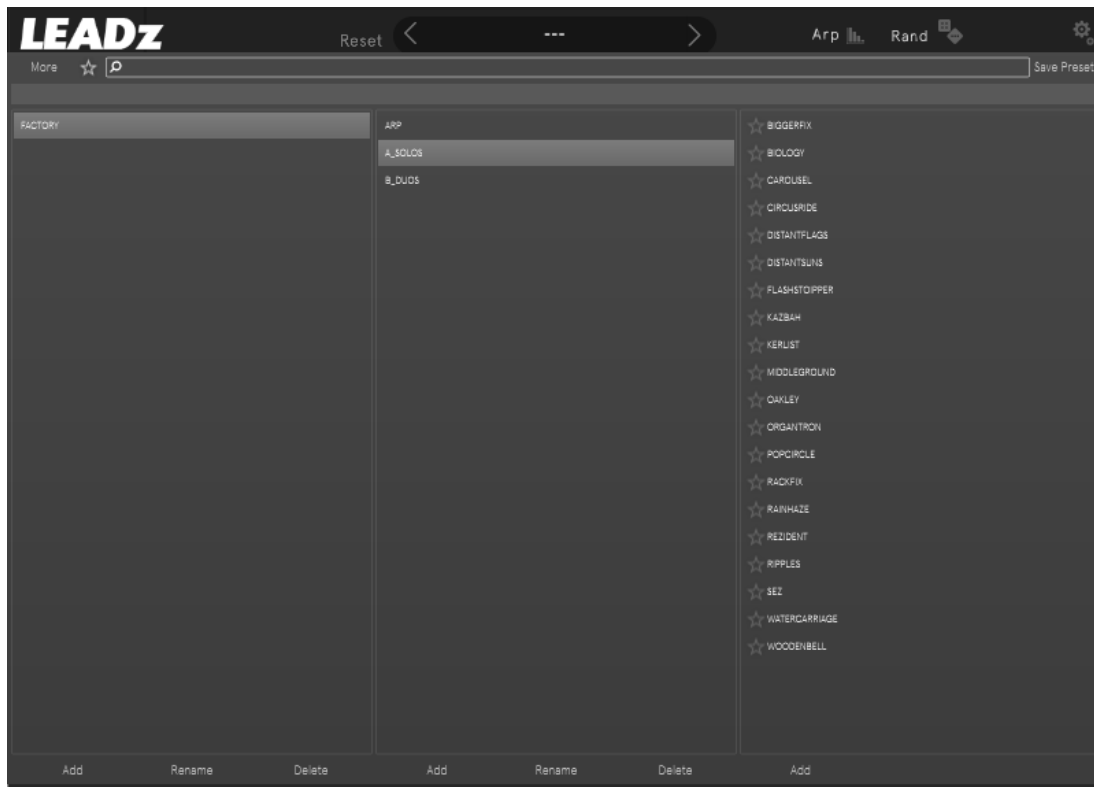 LEADz Reset --- Arp Rand
More Save Preset
FACTORY
ARP
A_SOLOS
B_DUOS
BIGGERFIX
BIOLOGY
CAROUSEL
CIRCUSRIDE
DISTANTFLAGS
DISTANTSUNS
FLASHSTOIPPER
KAZBAH
KERLIST
MIDDLEGROUND
OAKLEY
ORGANTRON
POPCIRCLE
RACKFIX
RAINHAZE
REZIDENT
RIPPLES
SEZ
WATERCARRIAGE
WOODENBELL
Add Rename Delete Add Rename Delete Add